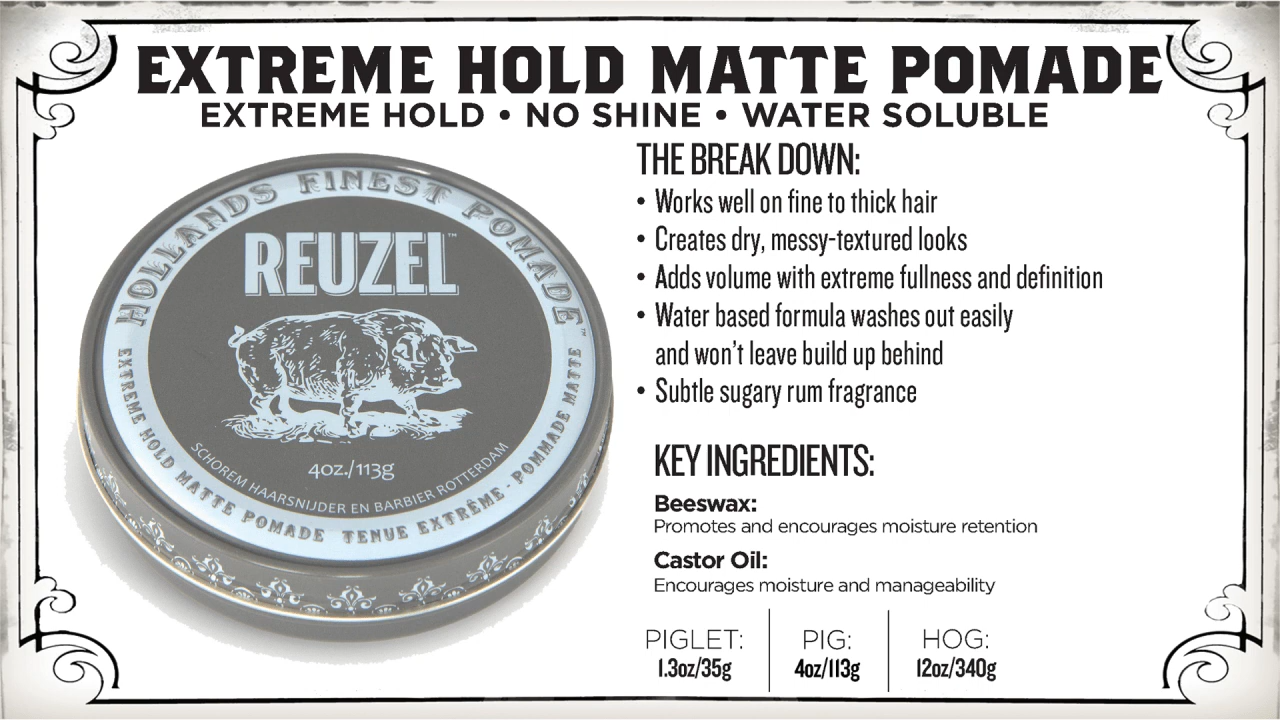 EXTREME HOLD MATTE POMADE
EXTREME HOLD • NO SHINE • WATER SOLUBLE
HOLLANDS FINEST POMADE™
REUZEL™
4oz./113g
SCHOREM HAARSNIJDER EN BARBIER ROTTERDAM
EXTREME HOLD MATTE POMADE TENUE EXTRÊME · POMMADE MATTE
THE BREAK DOWN:
• Works well on fine to thick hair
• Creates dry, messy-textured looks
• Adds volume with extreme fullness and definition
• Water based formula washes out easily
and won't leave build up behind
• Subtle sugary rum fragrance
KEY INGREDIENTS:
Beeswax:
Promotes and encourages moisture retention
Castor Oil:
Encourages moisture and manageability
PIGLET: PIG: HOG:
1.3oz/35g 4oz/113g 12oz/340g